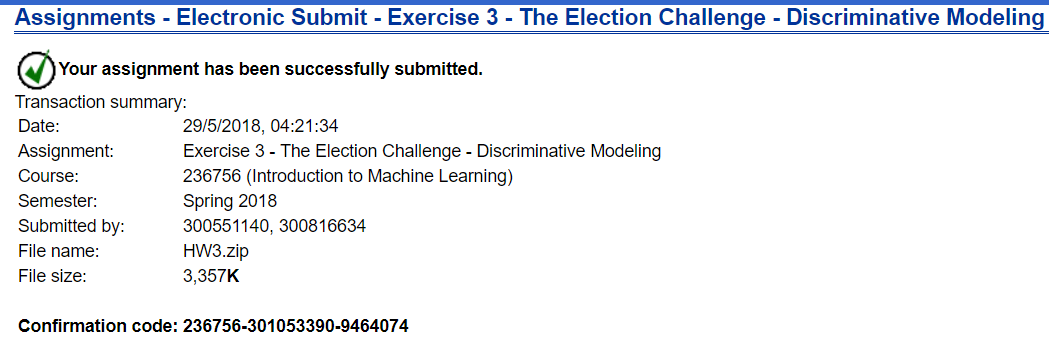 Assignments - Electronic Submit - Exercise 3 - The Election Challenge - Discriminative Modeling
Your assignment has been successfully submitted.
Transaction summary:
Date: 29/5/2018, 04:21:34
Assignment: Exercise 3 - The Election Challenge - Discriminative Modeling
Course: 236756 (Introduction to Machine Learning)
Semester: Spring 2018
Submitted by: 300551140, 300816634
File name: HW3.zip
File size: 3,357K
Confirmation code: 236756-301053390-9464074